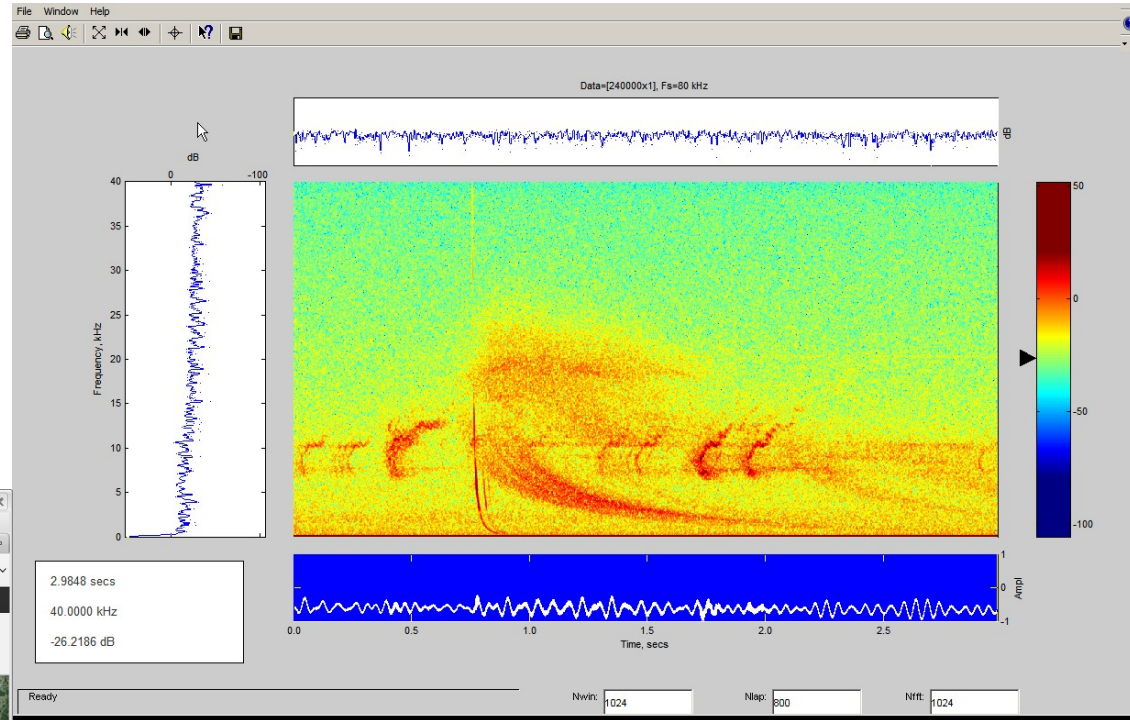 File Window Help
Data=[240000x1], Fs=80 kHz
dB
dB
0 -100
40
35
30
25
20
15
10
5
0
Frequency, kHz
50
0
-50
-100
1
0
-1
Ampl
0.0 0.5 1.0 1.5 2.0 2.5
Time, secs
2.9848 secs
40.0000 kHz
-26.2186 dB
Ready
Nwin: 1024
Nlap: 800
Nfft: 1024